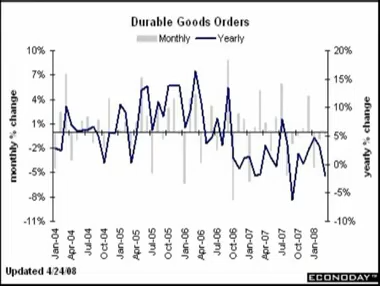 Durable Goods Orders
Monthly Yearly
10%
7%
4%
1%
-2%
-5%
-8%
-11%
monthly % change
20%
15%
10%
5%
0%
-5%
-10%
yearly % change
Jan-04
Apr-04
Jul-04
Oct-04
Jan-05
Apr-05
Jul-05
Oct-05
Jan-06
Apr-06
Jul-06
Oct-06
Jan-07
Apr-07
Jul-07
Oct-07
Jan-08
Updated 4/24/08
ECONODAY